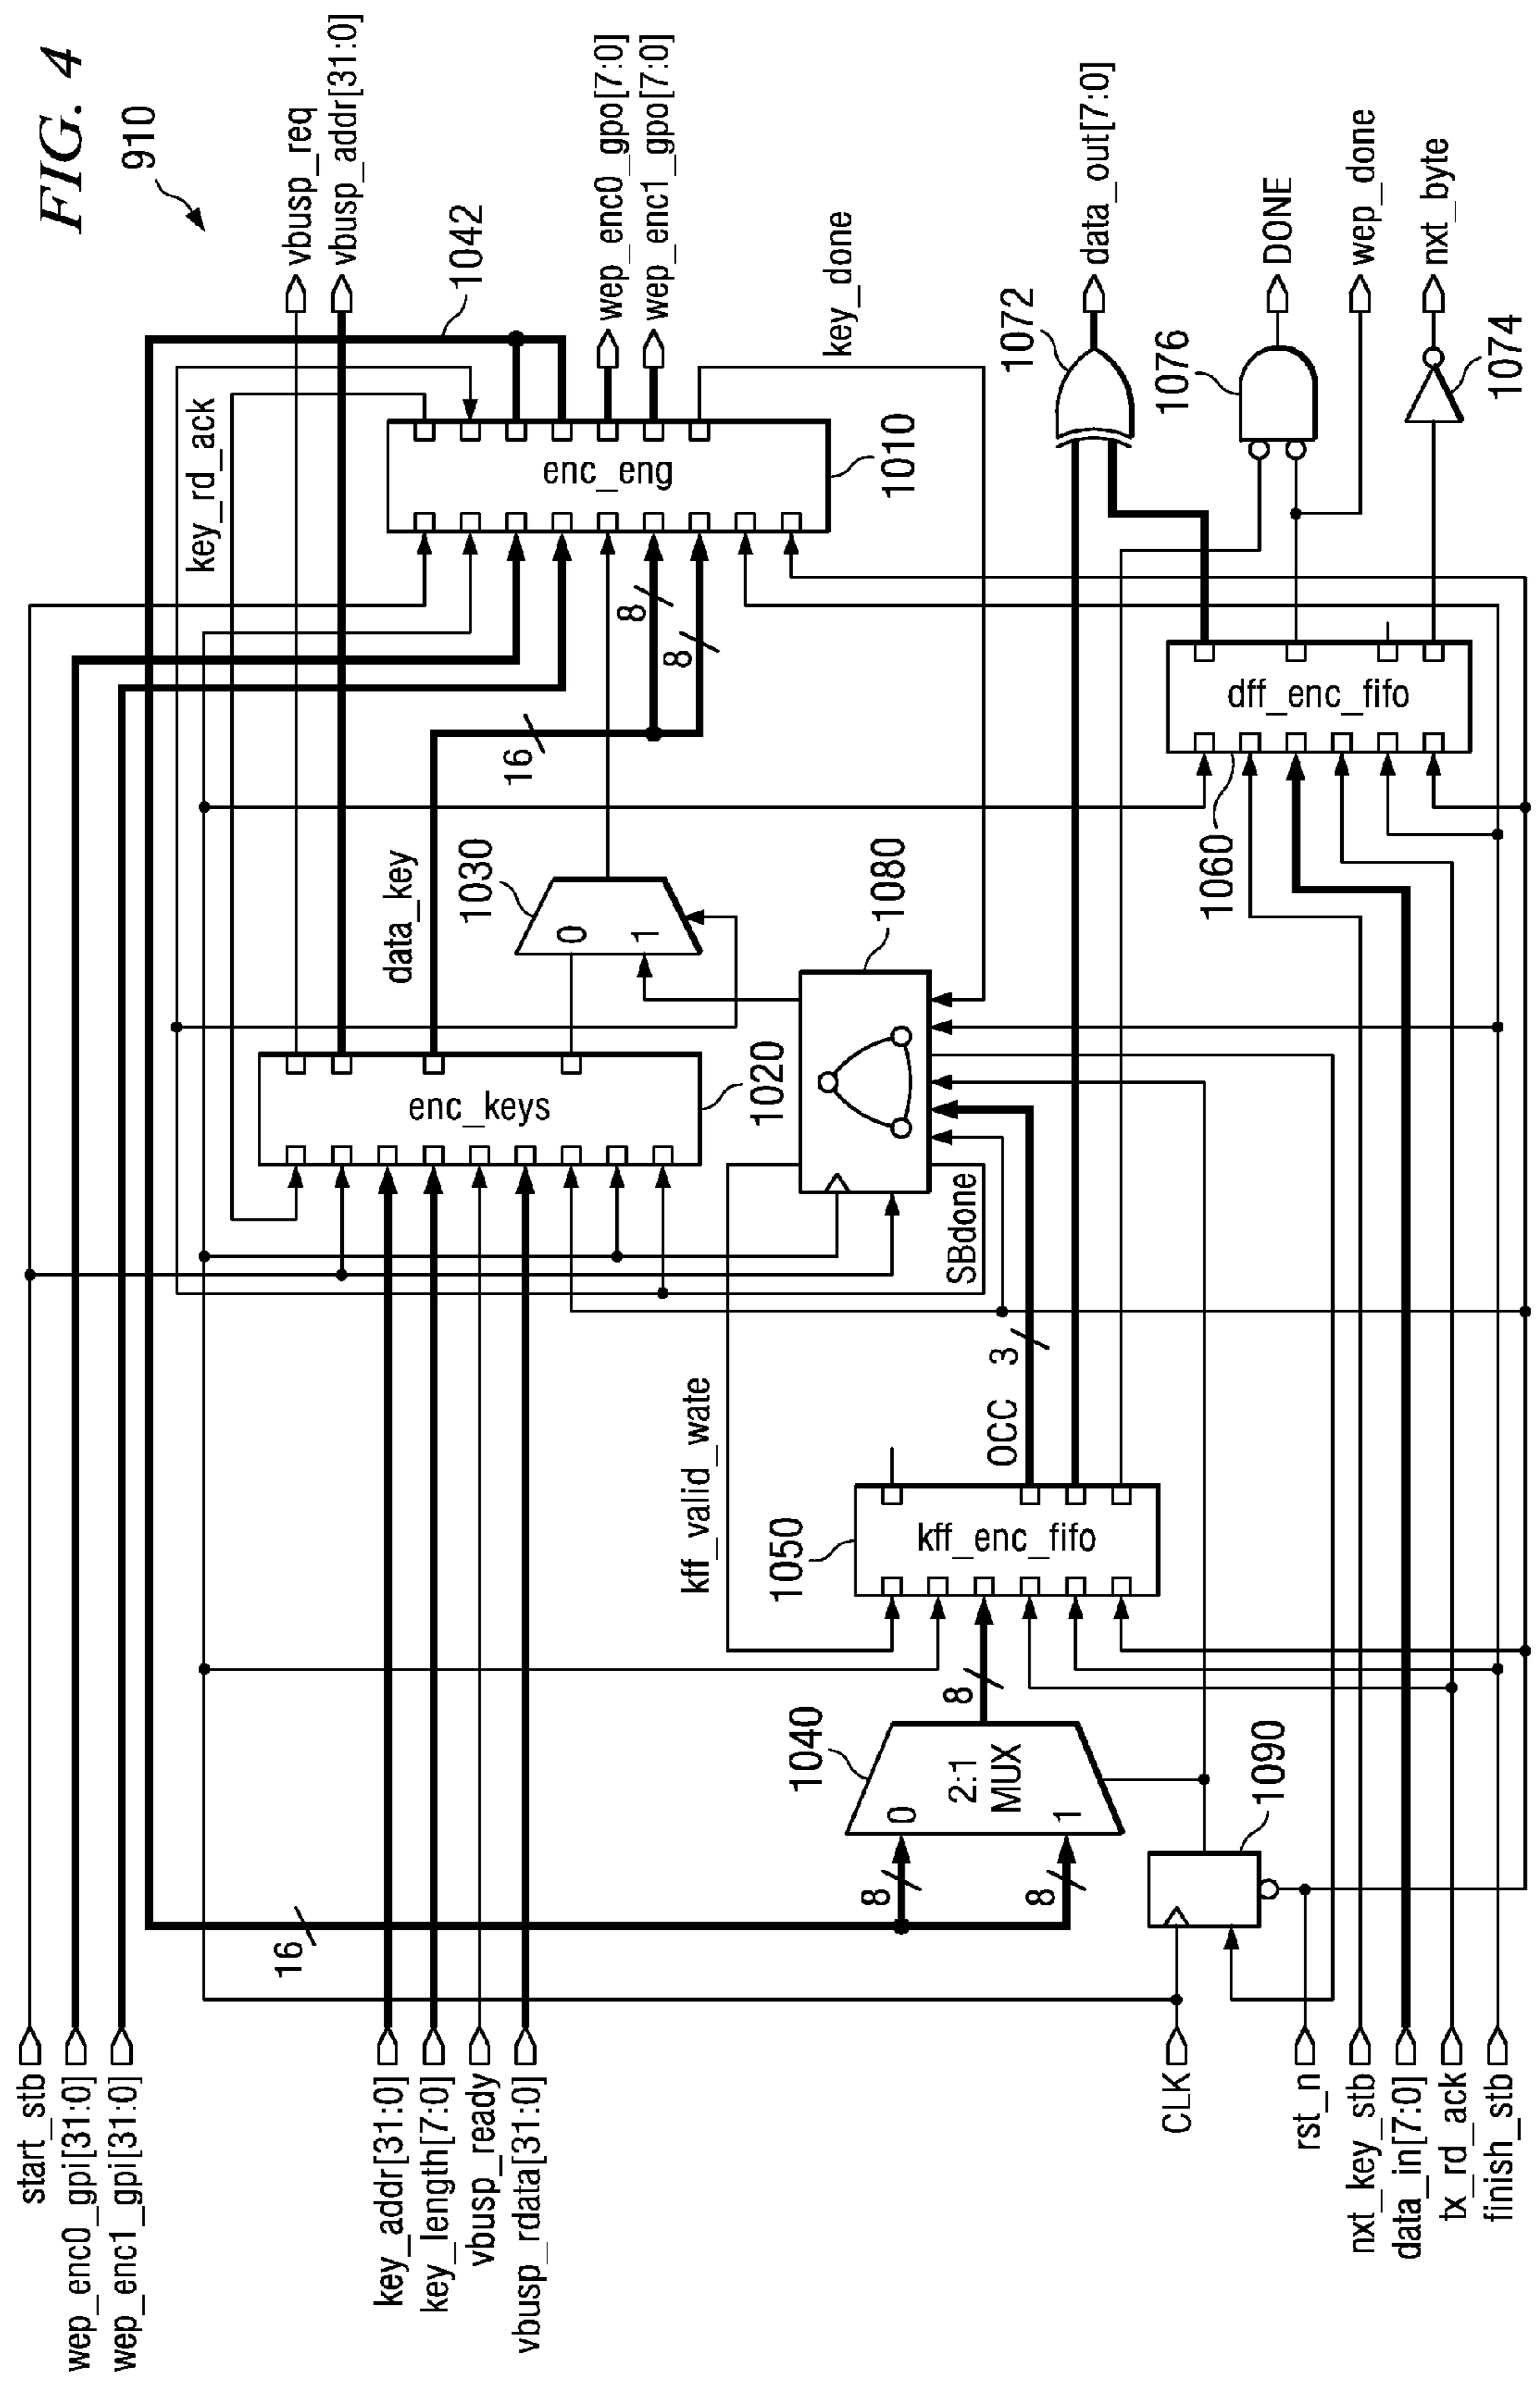 FIG. 4
910
start_stb
wep_enc0_gpi[31:0]
wep_enc1_gpi[31:0]
key_addr[31:0]
key_length[7:0]
vbusp_ready
vbusp_rdata[31:0]
CLK
rst_n
nxt_key_stb
data_in[7:0]
tx_rd_ack
finish_stb
16
8
8
0
1
2:1
MUX
1040
1090
8
kff_valid_wate
1050
kff_enc_fifo
OCC
3
SBdone
enc_keys
1020
1080
data_key
1030
0
1
16
8
8
key_rd_ack
enc_eng
1010
1042
key_done
1060
dff_enc_fifo
1072
1076
1074
vbusp_req
vbusp_addr[31:0]
wep_enc0_gpo[7:0]
wep_enc1_gpo[7:0]
data_out[7:0]
DONE
wep_done
nxt_byte